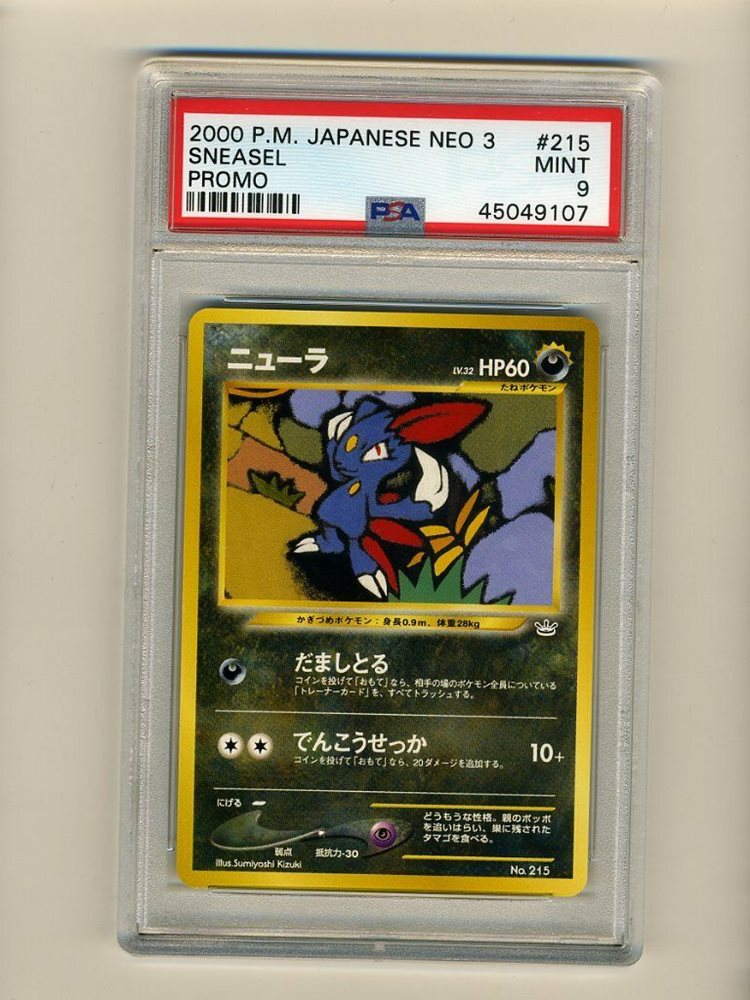 2000 P.M. JAPANESE NEO 3 #215
SNEASEL MINT
PROMO 9
PSA 45049107
ニューラ LV.32 HP60
たねポケモン
かぎづめポケモン：身長0.9m、体重28kg
だましとる
コインを投げて「おもて」なら、相手の場のポケモン全員についている
「トレーナーカード」を、すべてトラッシュする。
でんこうせっか 10+
コインを投げて「おもて」なら、20ダメージを追加する。
にげる
弱点 抵抗力-30
どうもうな性格。親のポッポ
を追いはらい、巣に残された
タマゴを食べる。
Illus.Sumiyoshi Kizuki
No.215